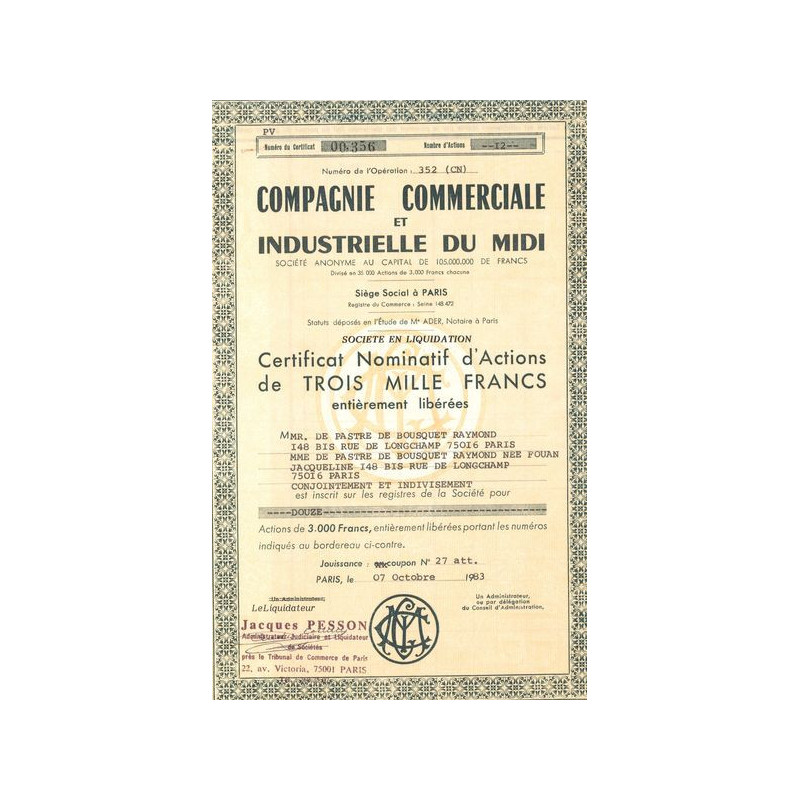 PV
Numéro du Certificat 00.356 Nombre d'Actions --I2--
Numéro de l'Opération : 352 (CN)
COMPAGNIE COMMERCIALE
ET
INDUSTRIELLE DU MIDI
SOCIÉTÉ ANONYME AU CAPITAL DE 105.000.000 DE FRANCS
Divisé en 35 000 Actions de 3.000 Francs chacune
Siège Social à PARIS
Registre du Commerce : Seine 148.472
Statuts déposés en l'Étude de Me ADER, Notaire à Paris
SOCIETE EN LIQUIDATION
Certificat Nominatif d'Actions
de TROIS MILLE FRANCS
entièrement libérées
MMR. DE PASTRE DE BOUSQUET RAYMOND
I48 BIS RUE DE LONGCHAMP 750I6 PARIS
MME DE PASTRE DE BOUSQUET RAYMOND NEE FOUAN
JACQUELINE I48 BIS RUE DE LONGCHAMP
750I6 PARIS
CONJOINTEMENT ET INDIVISEMENT
est inscrit sur les registres de la Société pour
-----DOUZE-----
Actions de 3.000 Francs, entièrement libérées portant les numéros
indiqués au bordereau ci-contre.
Jouissance : coupon N° 27 att.
PARIS, le 07 Octobre 1983
Un Administrateur,
Le Liquidateur
Un Administrateur,
ou par délégation
du Conseil d'Administration,
Jacques PESSON
Administrateur Judiciaire et Liquidateur
de Sociétés
près le Tribunal de Commerce de Paris
22, av. Victoria, 75001 PARIS